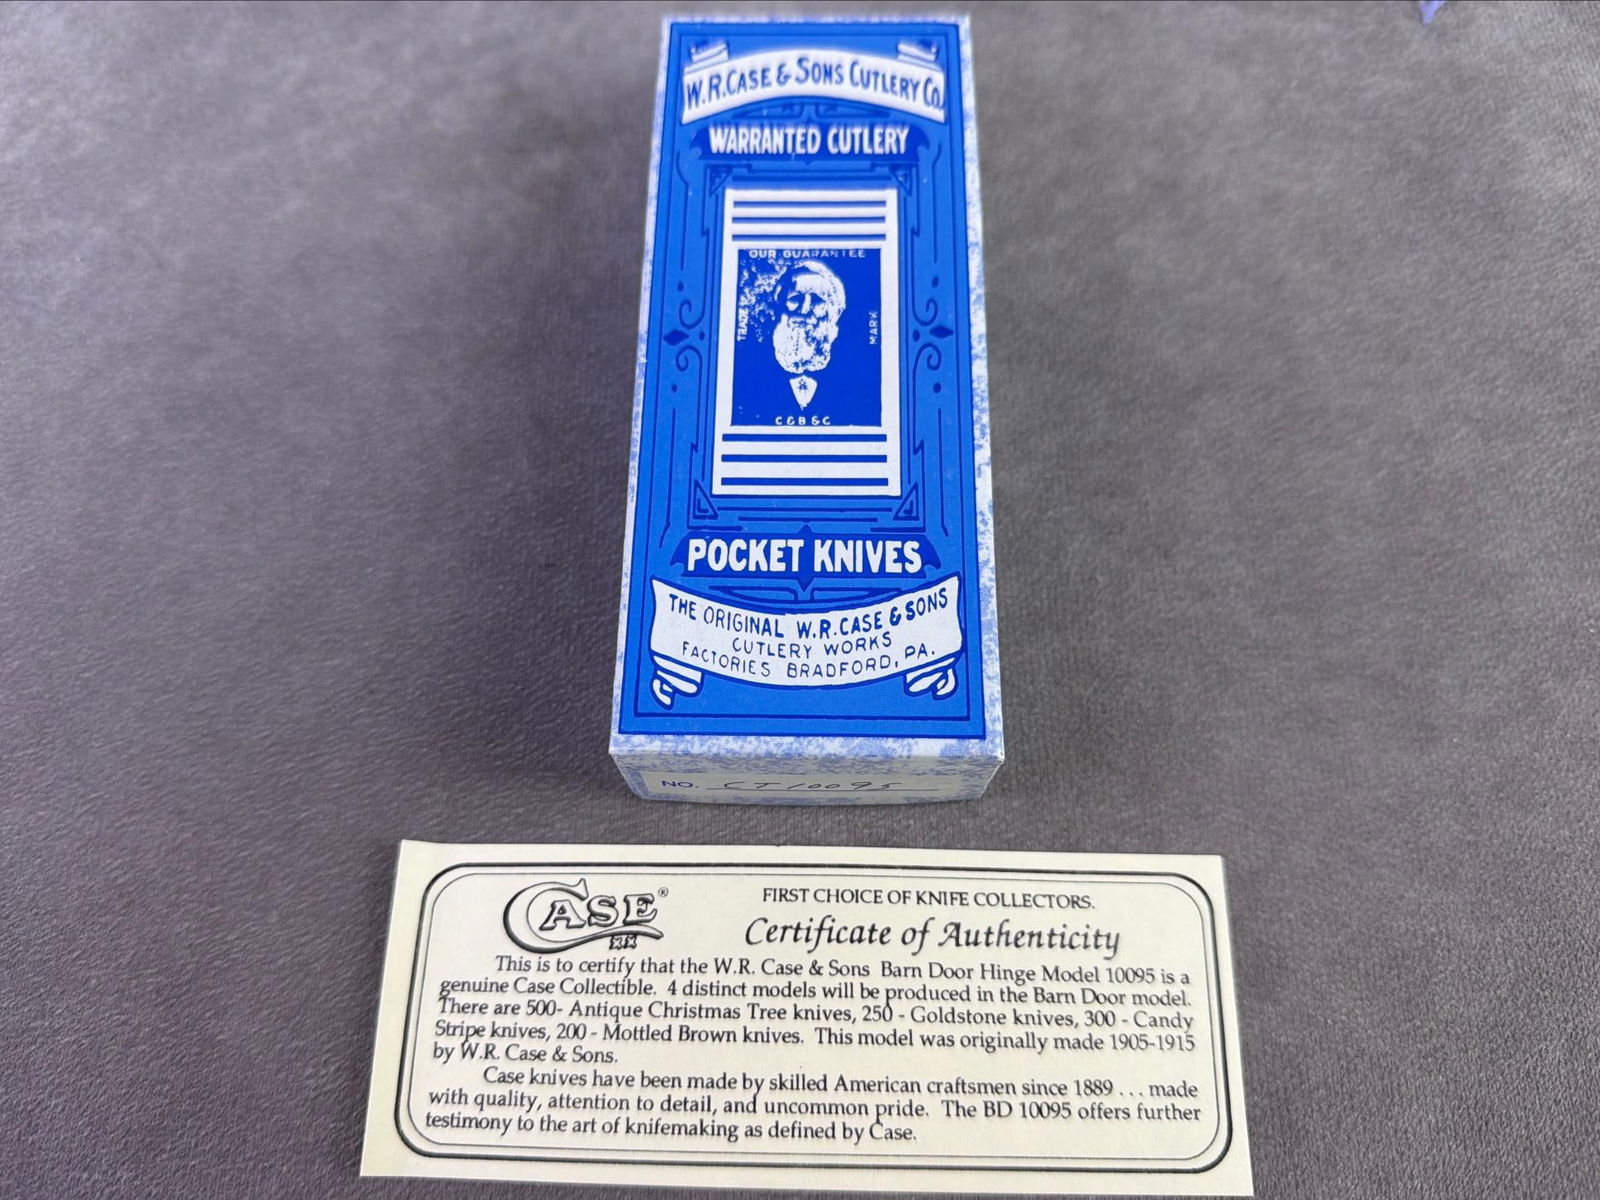 W.R.CASE & SONS CUTLERY CO.
WARRANTED CUTLERY
OUR GUARANTEE
TRADE
MARK
C&B&C
POCKET KNIVES
THE ORIGINAL W.R.CASE & SONS
CUTLERY WORKS
FACTORIES BRADFORD, PA.
NO. CT10095
CASE®
XX
FIRST CHOICE OF KNIFE COLLECTORS.
Certificate of Authenticity
This is to certify that the W.R. Case & Sons Barn Door Hinge Model 10095 is a
genuine Case Collectible. 4 distinct models will be produced in the Barn Door model.
There are 500- Antique Christmas Tree knives, 250 - Goldstone knives, 300 - Candy
Stripe knives, 200 - Mottled Brown knives. This model was originally made 1905-1915
by W.R. Case & Sons.
Case knives have been made by skilled American craftsmen since 1889 . . . made
with quality, attention to detail, and uncommon pride. The BD 10095 offers further
testimony to the art of knifemaking as defined by Case.